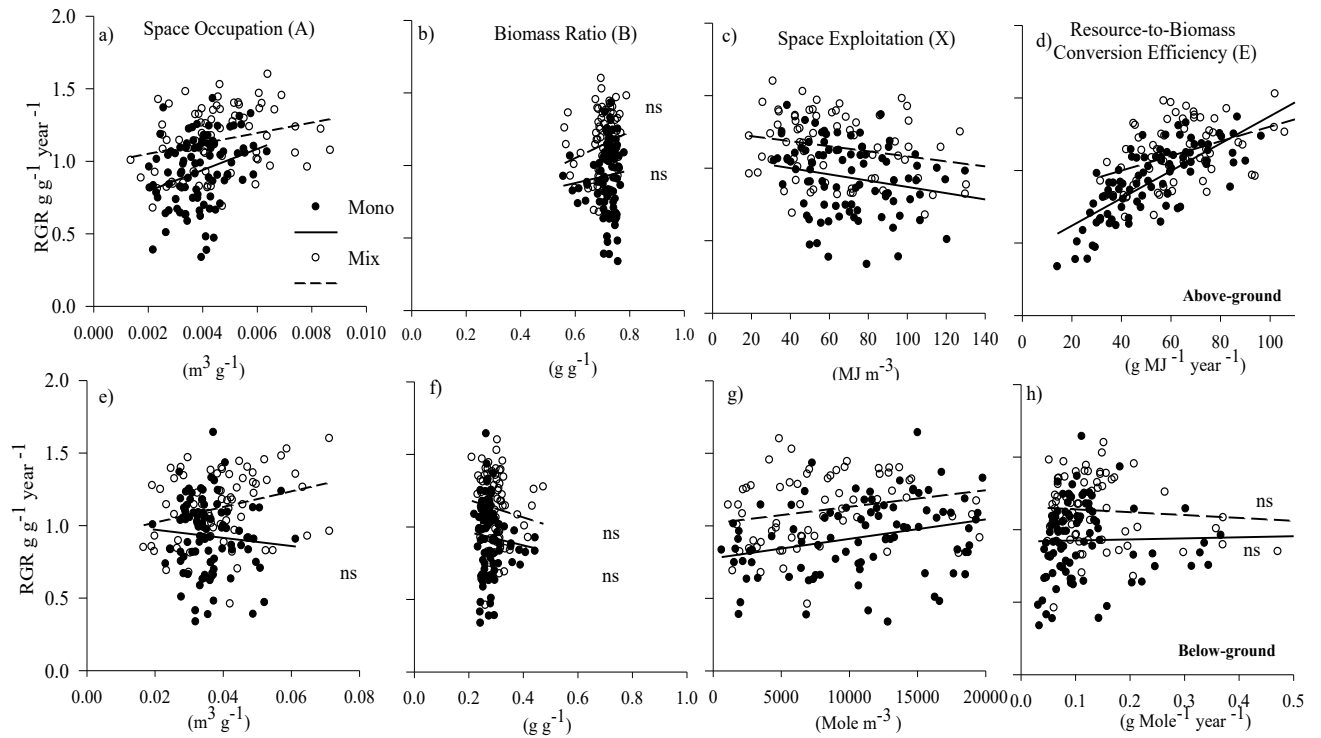 a) Space Occupation (A)
b) Biomass Ratio (B)
c) Space Exploitation (X)
d) Resource-to-Biomass
Conversion Efficiency (E)
RGR g g⁻¹ year⁻¹
2.0
1.5
1.0
0.5
0.0
Mono
Mix
ns
ns
Above-ground
0.000 0.002 0.004 0.006 0.008 0.010
(m³ g⁻¹)
0.0 0.2 0.4 0.6 0.8 1.0
(g g⁻¹)
0 20 40 60 80 100 120 140
(MJ m⁻³)
20 40 60 80 100
(g MJ⁻¹ year⁻¹)
e)
f)
g)
h)
RGR g g⁻¹ year⁻¹
2.0
1.5
1.0
0.5
0.0
ns
ns
ns
ns
ns
Below-ground
0.00 0.02 0.04 0.06 0.08
(m³ g⁻¹)
0.0 0.2 0.4 0.6 0.8 1.0
(g g⁻¹)
0 5000 10000 15000 20000
(Mole m⁻³)
0.0 0.1 0.2 0.3 0.4 0.5
(g Mole⁻¹ year⁻¹)